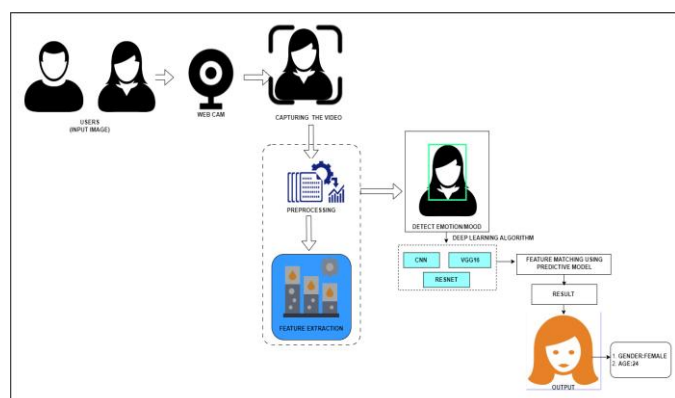 USERS
(INPUT IMAGE)
WEB CAM
CAPTURING THE VIDEO
PREPROCESSING
FEATURE EXTRACTION
DETECT EMOTION/MOOD
DEEP LEARNING ALGORITHM
CNN
VGG16
RESNET
FEATURE MATCHING USING
PREDICTIVE MODEL
RESULT
OUTPUT
1. GENDER:FEMALE
2. AGE:24